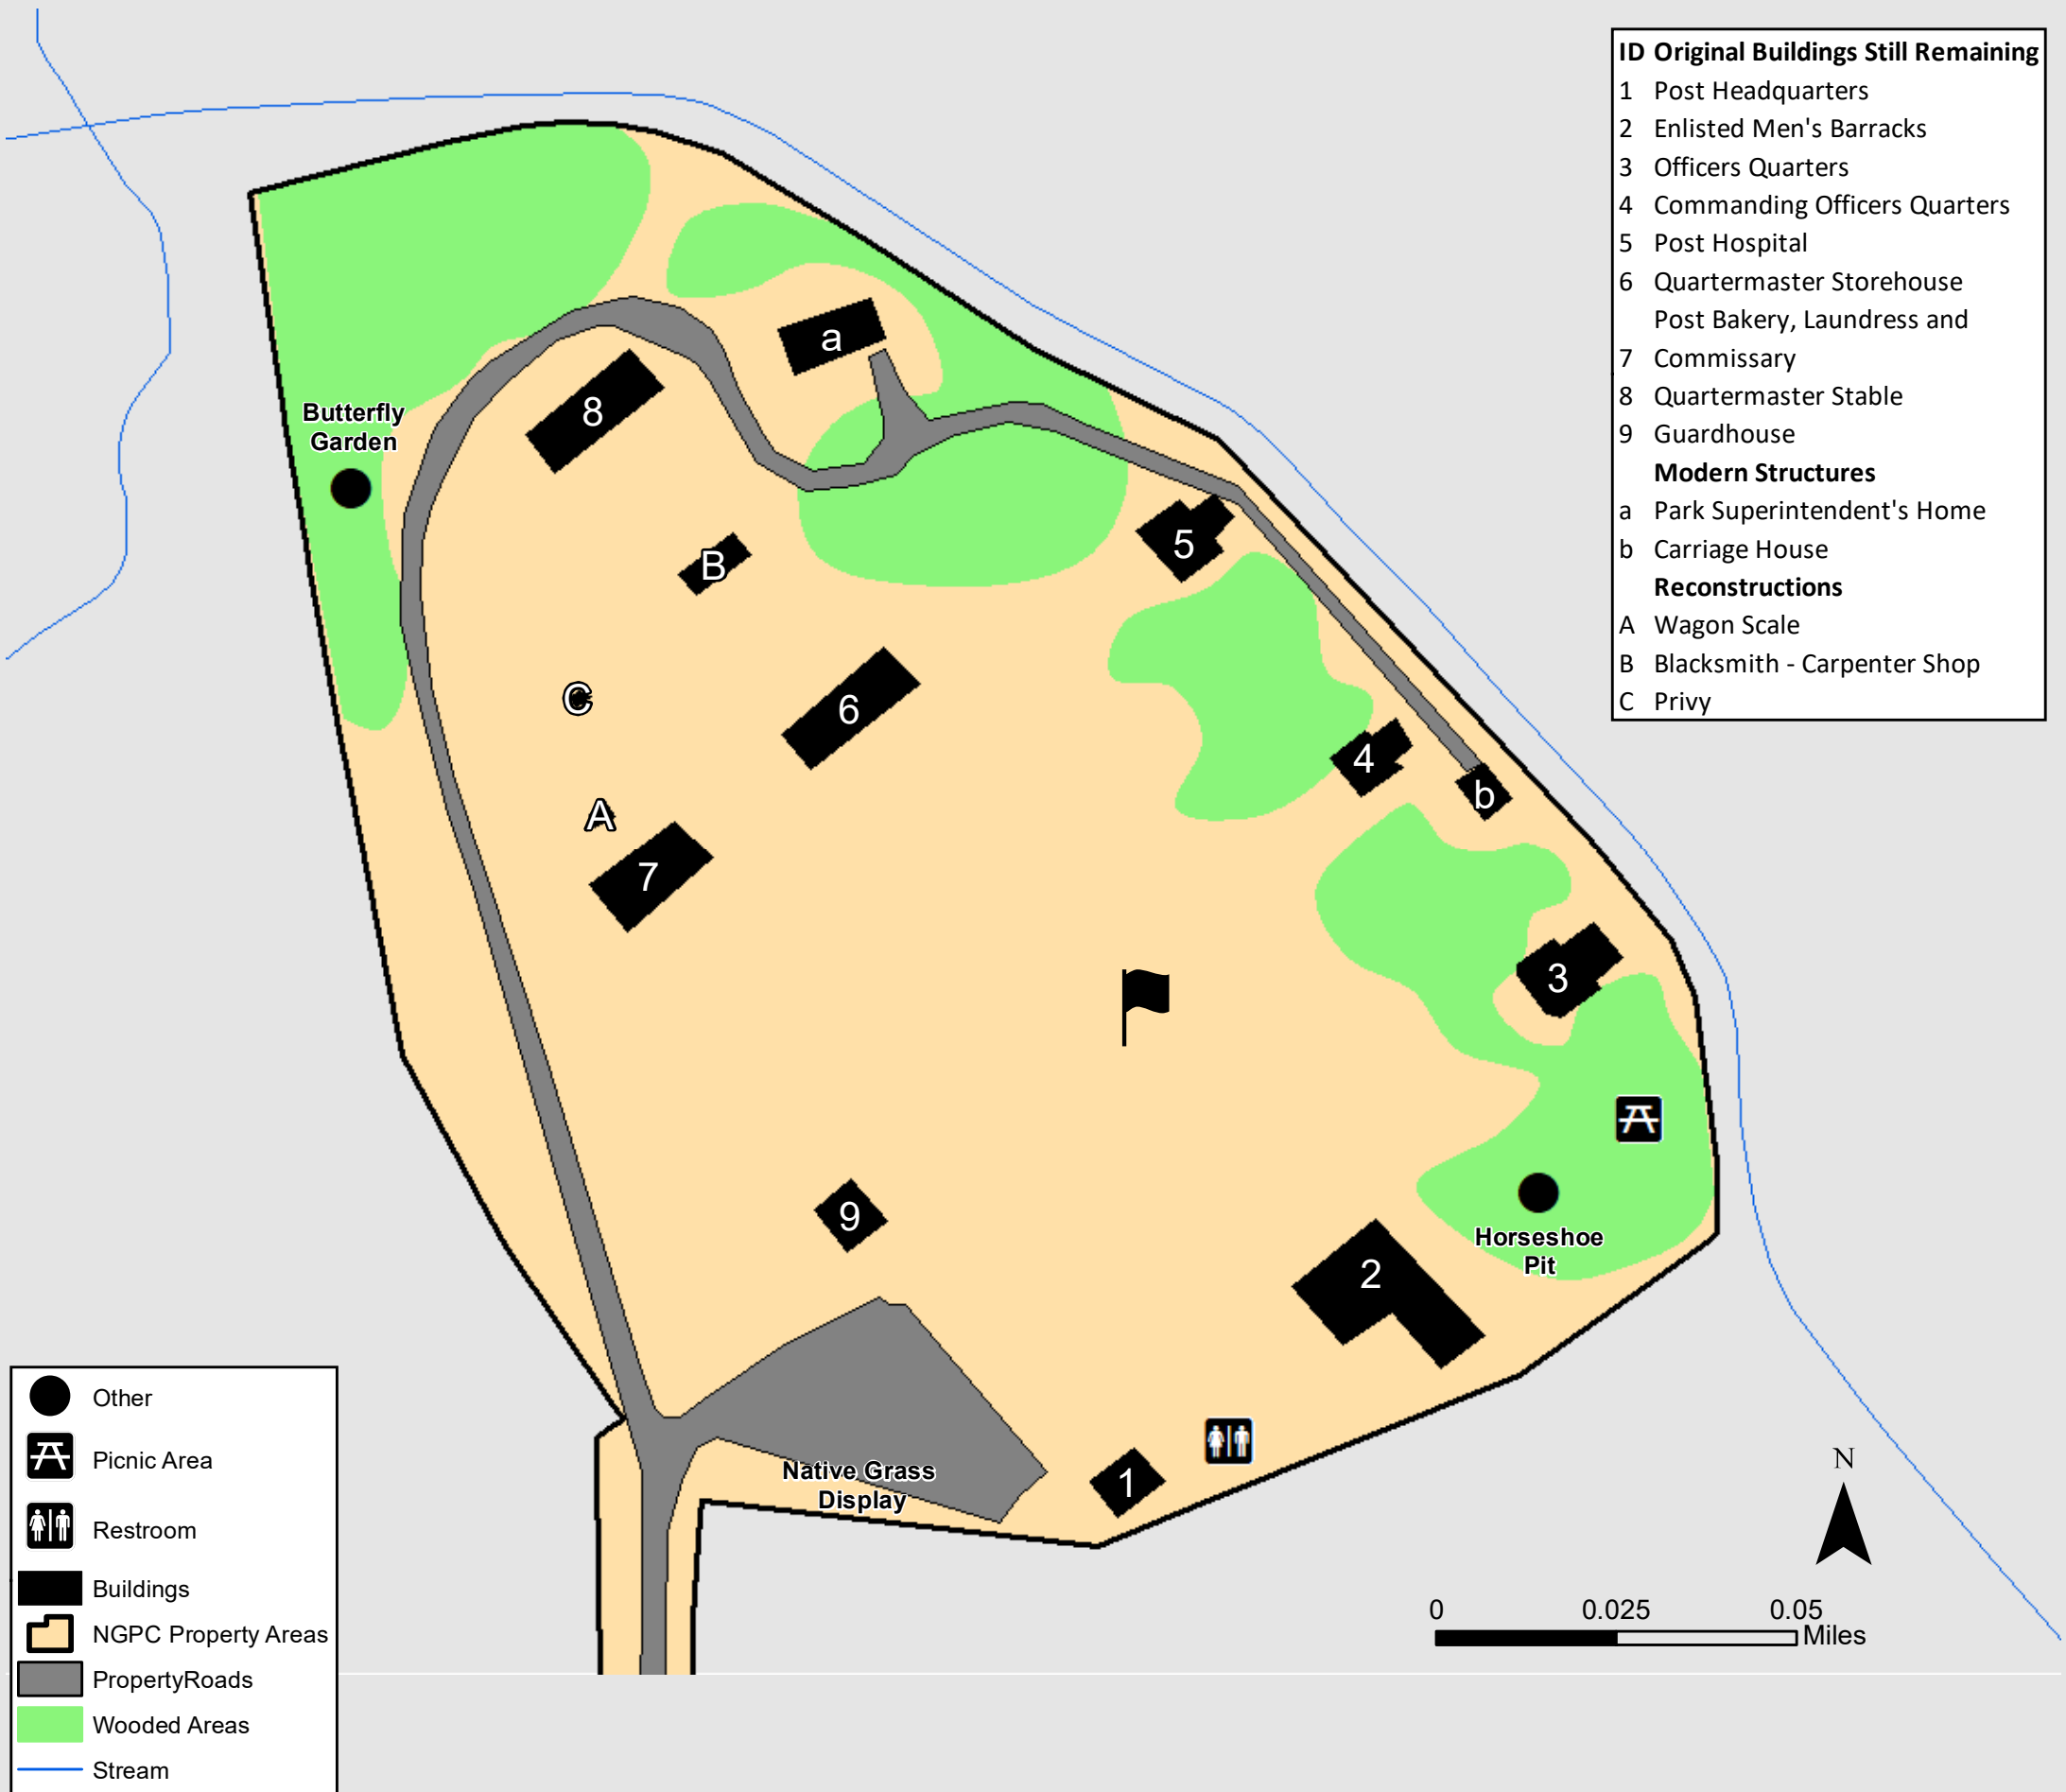 ID Original Buildings Still Remaining
1 Post Headquarters
2 Enlisted Men's Barracks
3 Officers Quarters
4 Commanding Officers Quarters
5 Post Hospital
6 Quartermaster Storehouse
Post Bakery, Laundress and
7 Commissary
8 Quartermaster Stable
9 Guardhouse
Modern Structures
a Park Superintendent's Home
b Carriage House
Reconstructions
A Wagon Scale
B Blacksmith - Carpenter Shop
C Privy
a
8
Butterfly
Garden
5
B
C
6
4
b
A
7
3
9
Horseshoe
Pit
2
Native Grass
Display
1
N
0 0.025 0.05
Miles
Other
Picnic Area
Restroom
Buildings
NGPC Property Areas
PropertyRoads
Wooded Areas
Stream